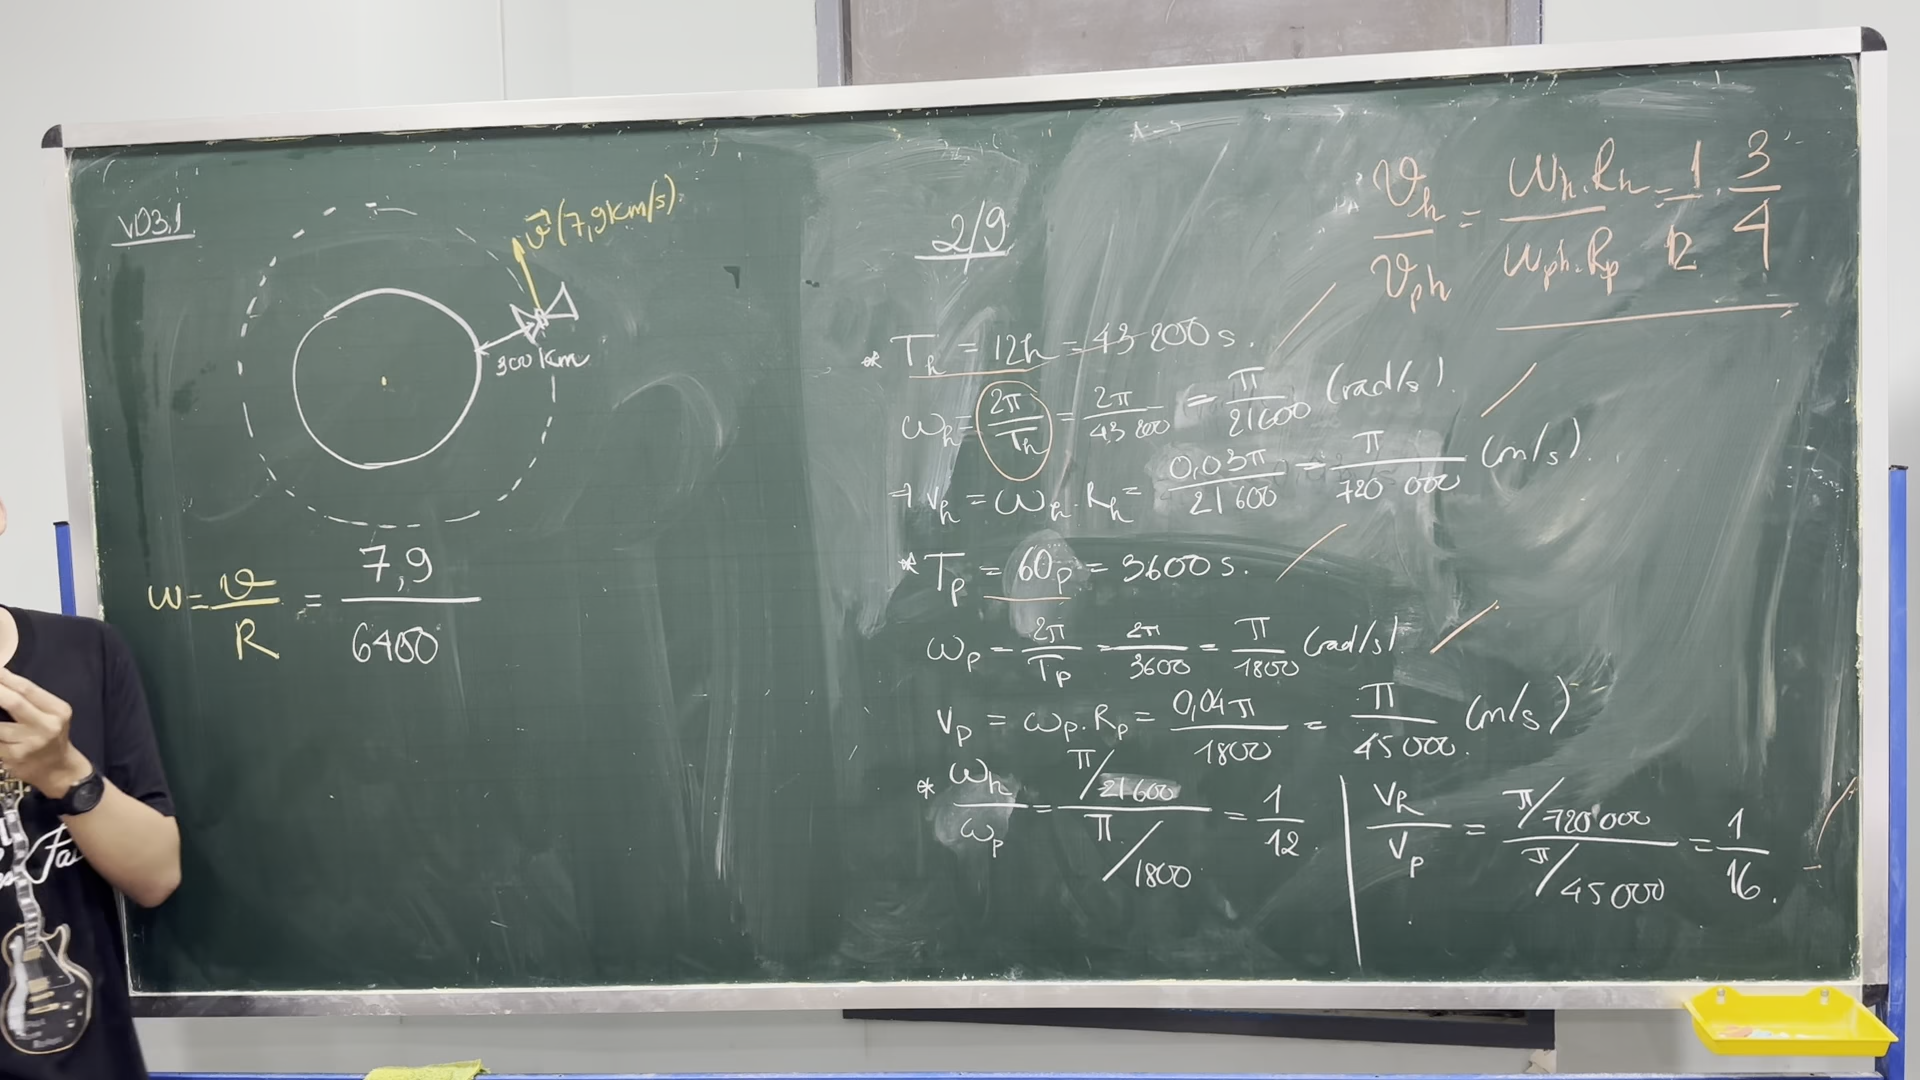 VD3.1
v⃗ (7,9km/s).
300 km
ω = v/R = 7,9/6400
2/9
v_h/v_ph = ω_h.R_h/ω_ph.R_p = 1/12 . 3/4
* T_h = 12h = 43 200 s.
ω_h = 2π/T_h = 2π/43 200 = π/21600 (rad/s).
→ v_h = ω_h.R_h = 0,03π/21 600 = π/720 000 (m/s).
* T_p = 60p = 3600 s.
ω_p = 2π/T_p = 2π/3600 = π/1800 (rad/s).
V_p = ω_p.R_p = 0,04π/1800 = π/45 000. (m/s)
* ω_h/ω_p = π/21 600 / π/1800 = 1/12.
V_h/V_p = π/720 000 / π/45 000 = 1/16.